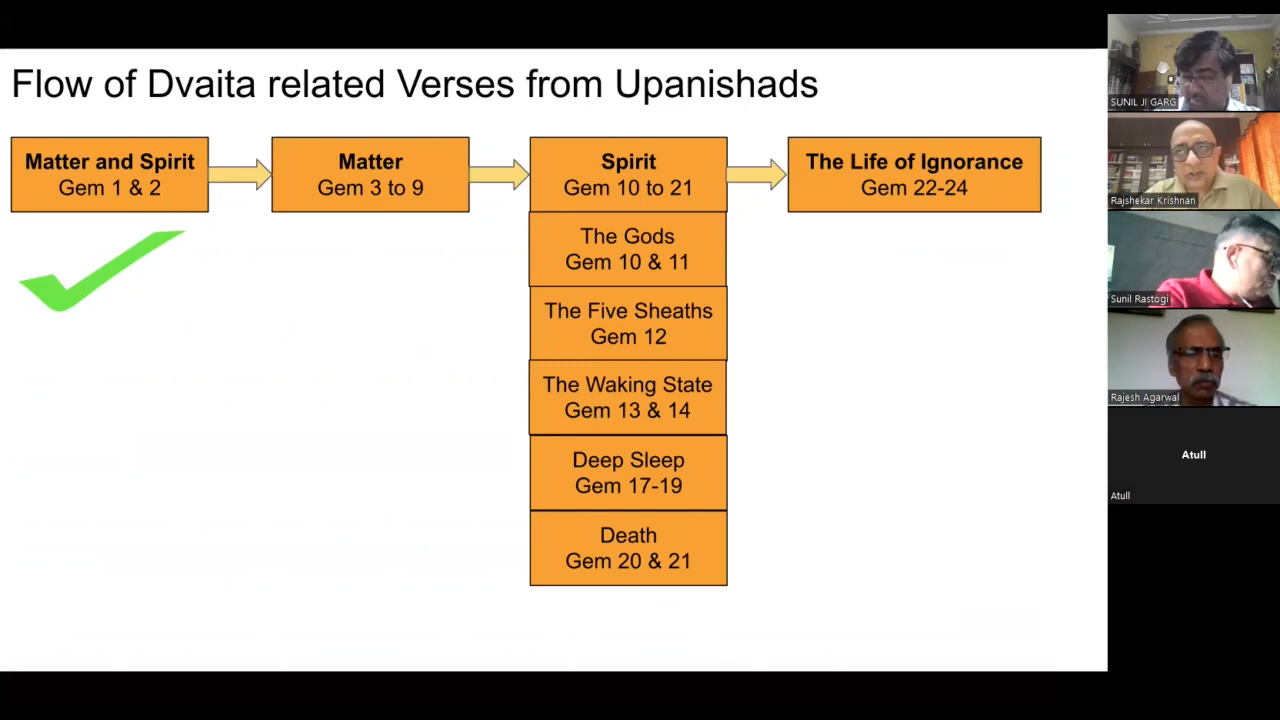 Flow of Dvaita related Verses from Upanishads
Matter and Spirit
Gem 1 & 2
Matter
Gem 3 to 9
Spirit
Gem 10 to 21
The Life of Ignorance
Gem 22-24
The Gods
Gem 10 & 11
The Five Sheaths
Gem 12
The Waking State
Gem 13 & 14
Deep Sleep
Gem 17-19
Death
Gem 20 & 21
SUNIL JI GARG
Rajshekar Krishnan
Sunil Rastogi
Rajesh Agarwal
Atull
Atull